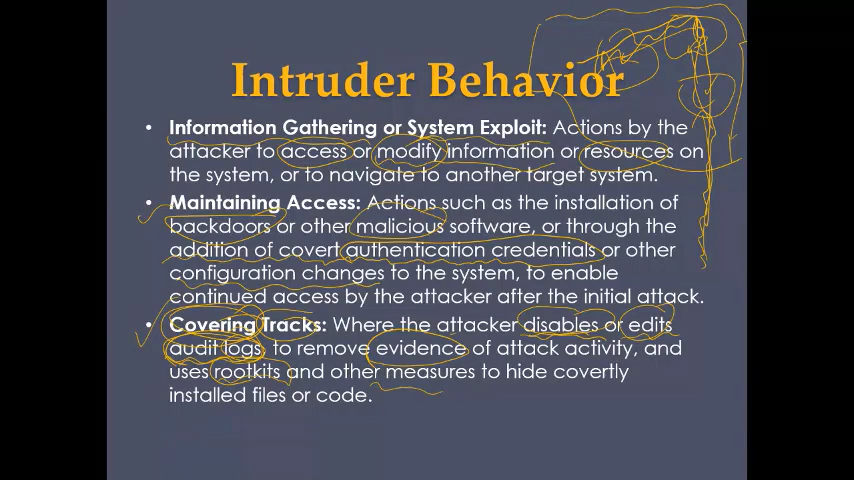 Intruder Behavior
• Information Gathering or System Exploit: Actions by the
attacker to access or modify information or resources on
the system, or to navigate to another target system.
• Maintaining Access: Actions such as the installation of
backdoors or other malicious software, or through the
addition of covert authentication credentials or other
configuration changes to the system, to enable
continued access by the attacker after the initial attack.
• Covering Tracks: Where the attacker disables or edits
audit logs, to remove evidence of attack activity, and
uses rootkits and other measures to hide covertly
installed files or code.